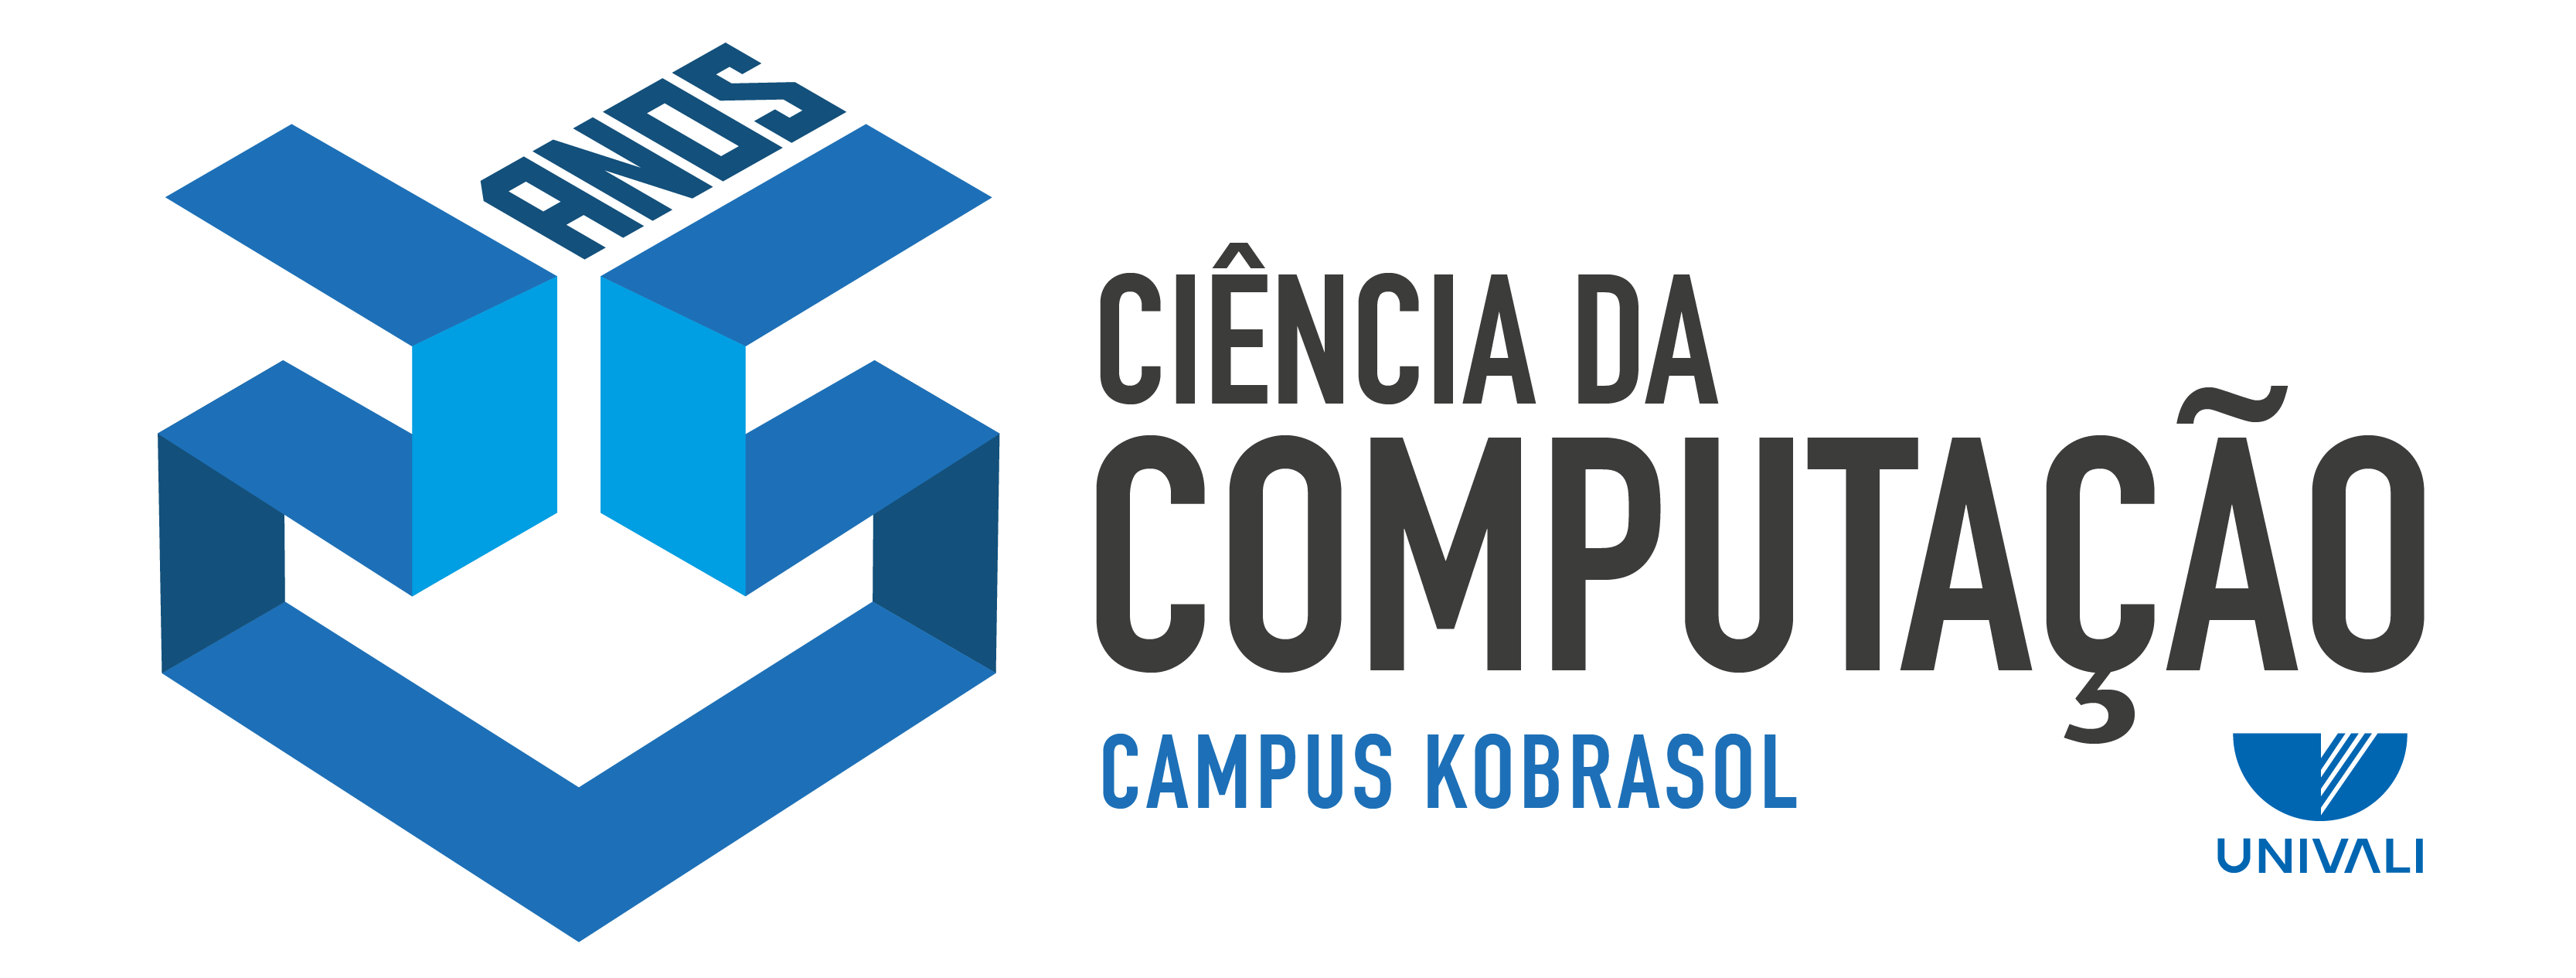 ANOS
CIÊNCIA DA
COMPUTAÇÃO
CAMPUS KOBRASOL
UNIVALI